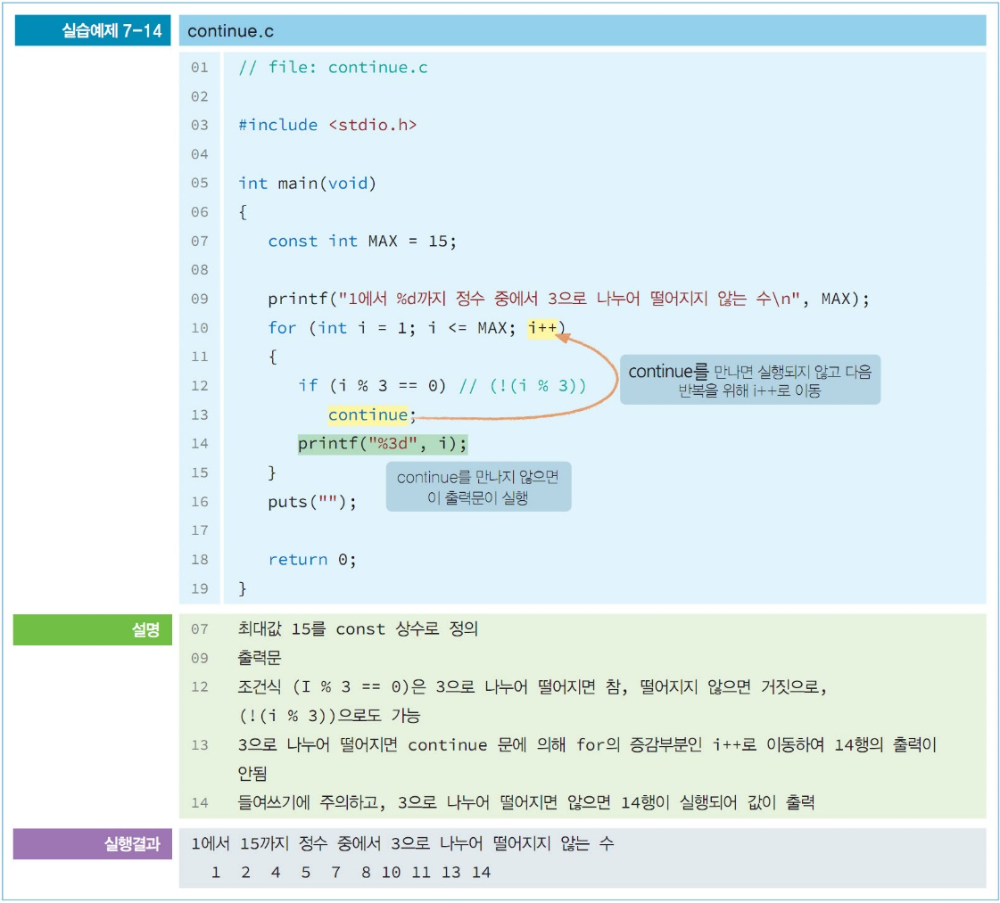 실습예제 7-14 continue.c
01 // file: continue.c
02
03 #include <stdio.h>
04
05 int main(void)
06 {
07 const int MAX = 15;
08
09 printf("1에서 %d까지 정수 중에서 3으로 나누어 떨어지지 않는 수\n", MAX);
10 for (int i = 1; i <= MAX; i++)
11 {
12 if (i % 3 == 0) // (!(i % 3))
continue를 만나면 실행되지 않고 다음
반복을 위해 i++로 이동
13 continue;
14 printf("%3d", i);
15 }
continue를 만나지 않으면
이 출력문이 실행
16 puts("");
17
18 return 0;
19 }
설명
07 최대값 15를 const 상수로 정의
09 출력문
12 조건식 (I % 3 == 0)은 3으로 나누어 떨어지면 참, 떨어지지 않으면 거짓으로,
(!(i % 3))으로도 가능
13 3으로 나누어 떨어지면 continue 문에 의해 for의 증감부분인 i++로 이동하여 14행의 출력이
안됨
14 들여쓰기에 주의하고, 3으로 나누어 떨어지면 않으면 14행이 실행되어 값이 출력
실행결과
1에서 15까지 정수 중에서 3으로 나누어 떨어지지 않는 수
1 2 4 5 7 8 10 11 13 14